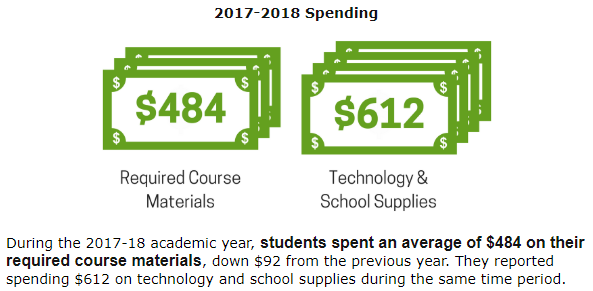 2017-2018 Spending
$ $ $484 $ $
$ $ $612 $ $
Required Course
Materials
Technology &
School Supplies
During the 2017-18 academic year, students spent an average of $484 on their
required course materials, down $92 from the previous year. They reported
spending $612 on technology and school supplies during the same time period.